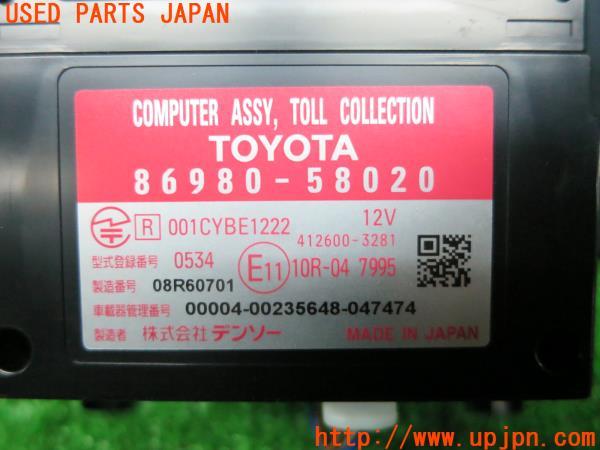 USED PARTS JAPAN
COMPUTER ASSY, TOLL COLLECTION
TOYOTA
86980-58020
R 001CYBE1222 12V
412600-3281
型式登録番号 0534 E11 10R-04 7995
製造番号 08R60701
車載器管理番号 00004-00235648-047474
製造者 株式会社デンソー MADE IN JAPAN
UPJ http://www.upjpn.com